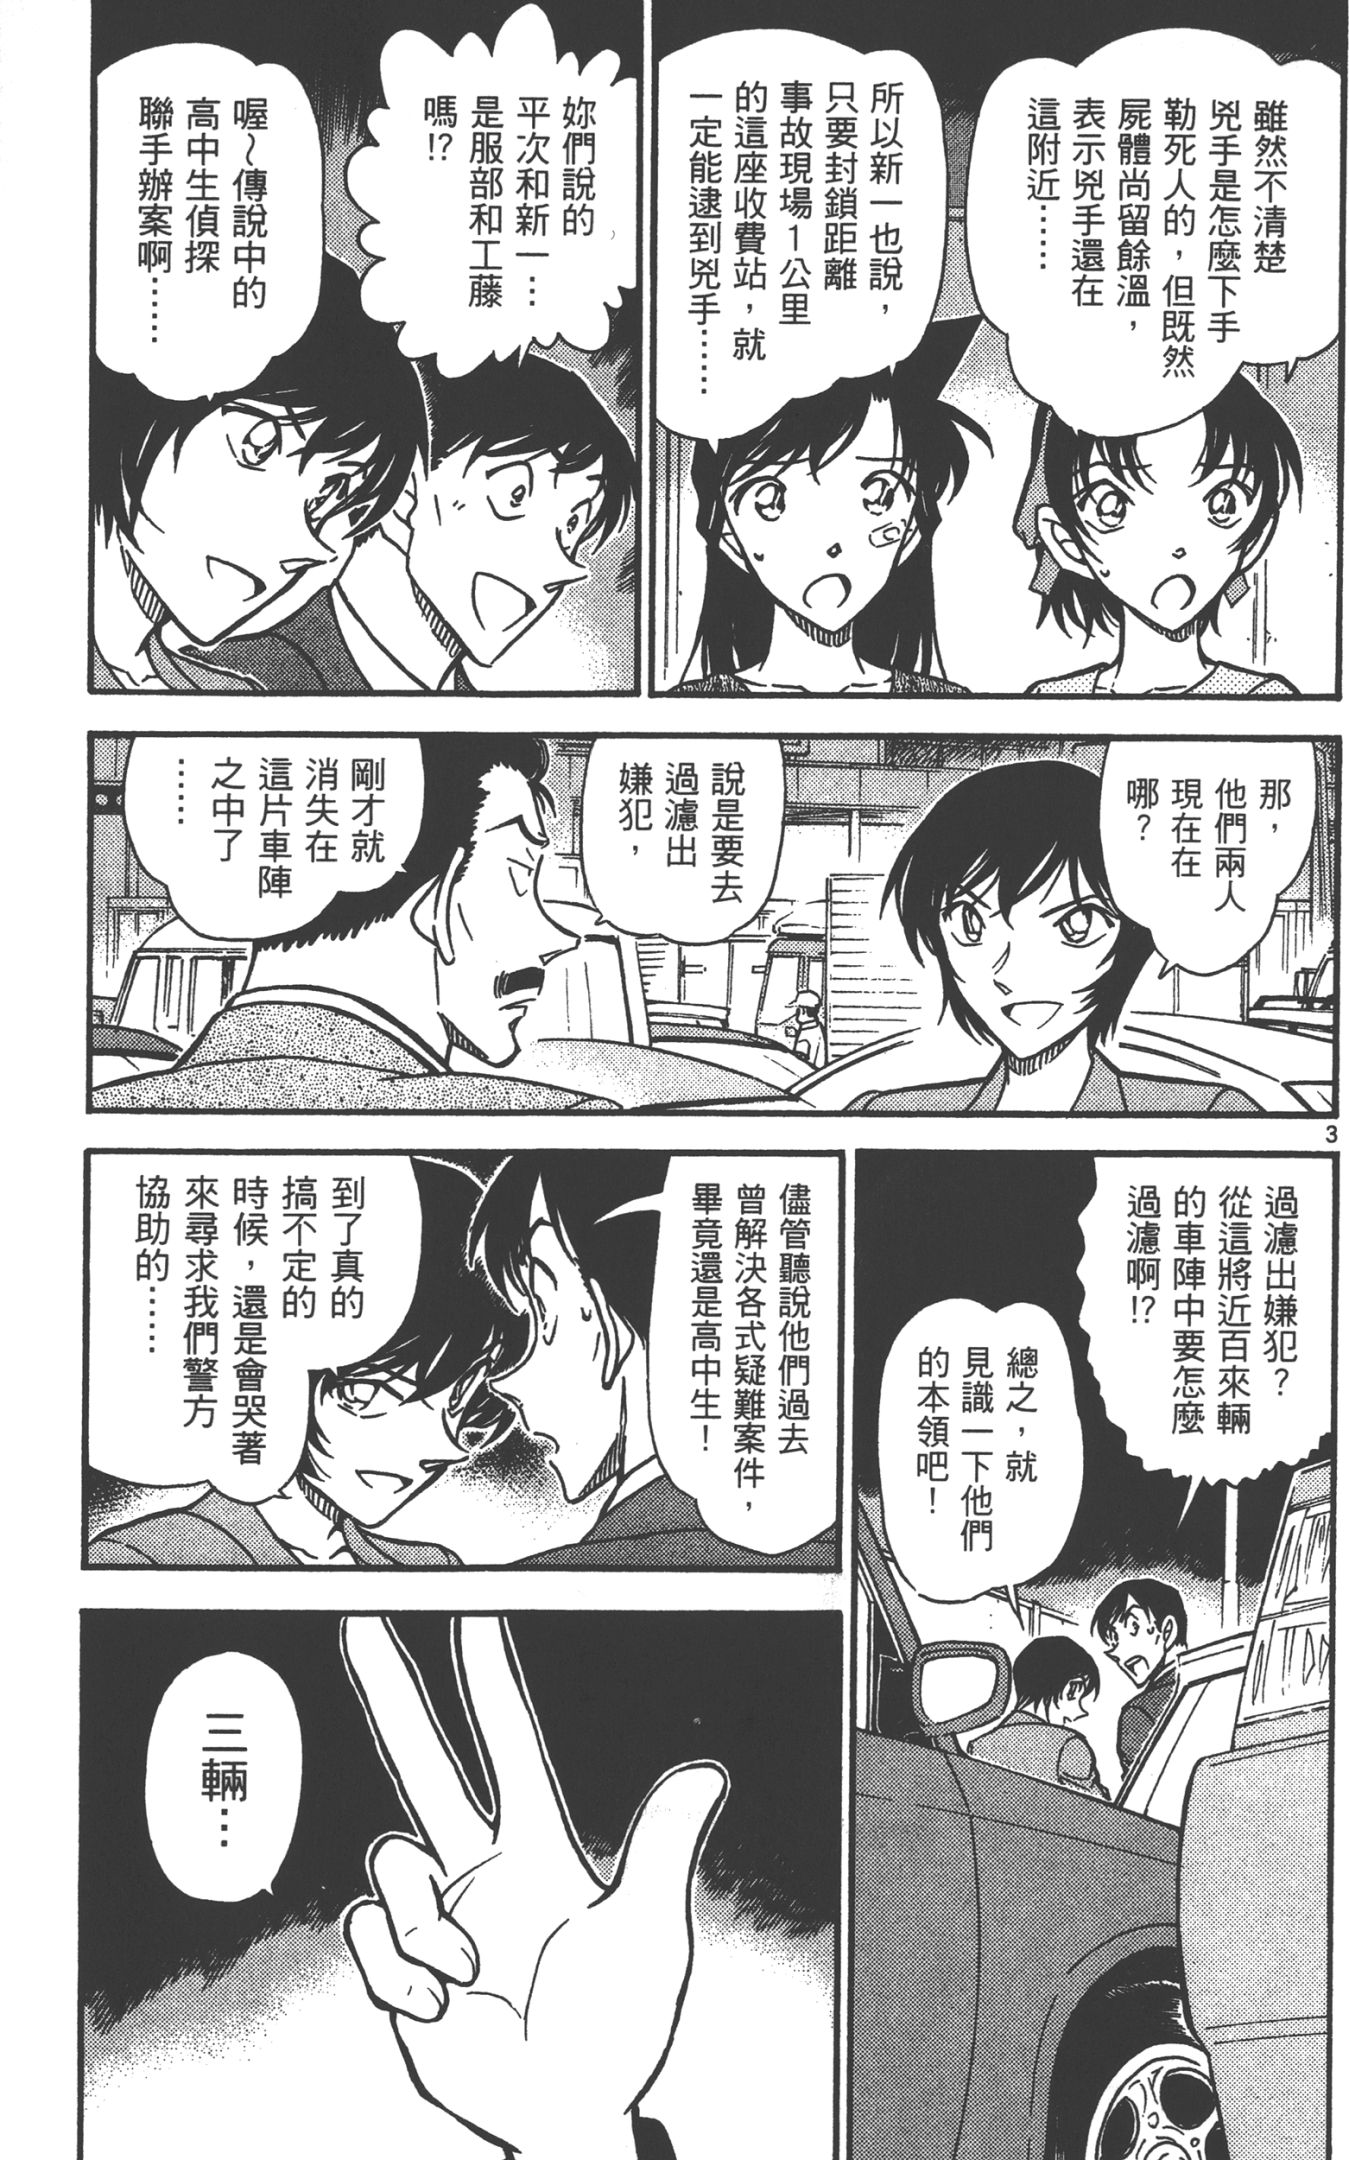 雖然不清楚
兇手是怎麼下手
勒死人的，但既然
屍體尚留餘溫，
表示兇手還在
這附近……
所以新一也說，
只要封鎖距離
事故現場1公里
的這座收費站，就
一定能逮到兇手……
妳們說的
平次和新一…
是服部和工藤
嗎!?
喔~傳說中的
高中生偵探
聯手辦案啊……
那，
他們兩人
現在在
哪？
說是要去
過濾出
嫌犯，
剛才就
消失在
這片車陣
之中了
……
3
過濾出嫌犯？
從這將近百來輛
的車陣中要怎麼
過濾啊!?
總之，就
見識一下他們
的本領吧！
儘管聽說他們過去
曾解決各式疑難案件，
畢竟還是高中生！
到了真的
搞不定的
時候，還是會哭著
來尋求我們警方
協助的……
三輛…